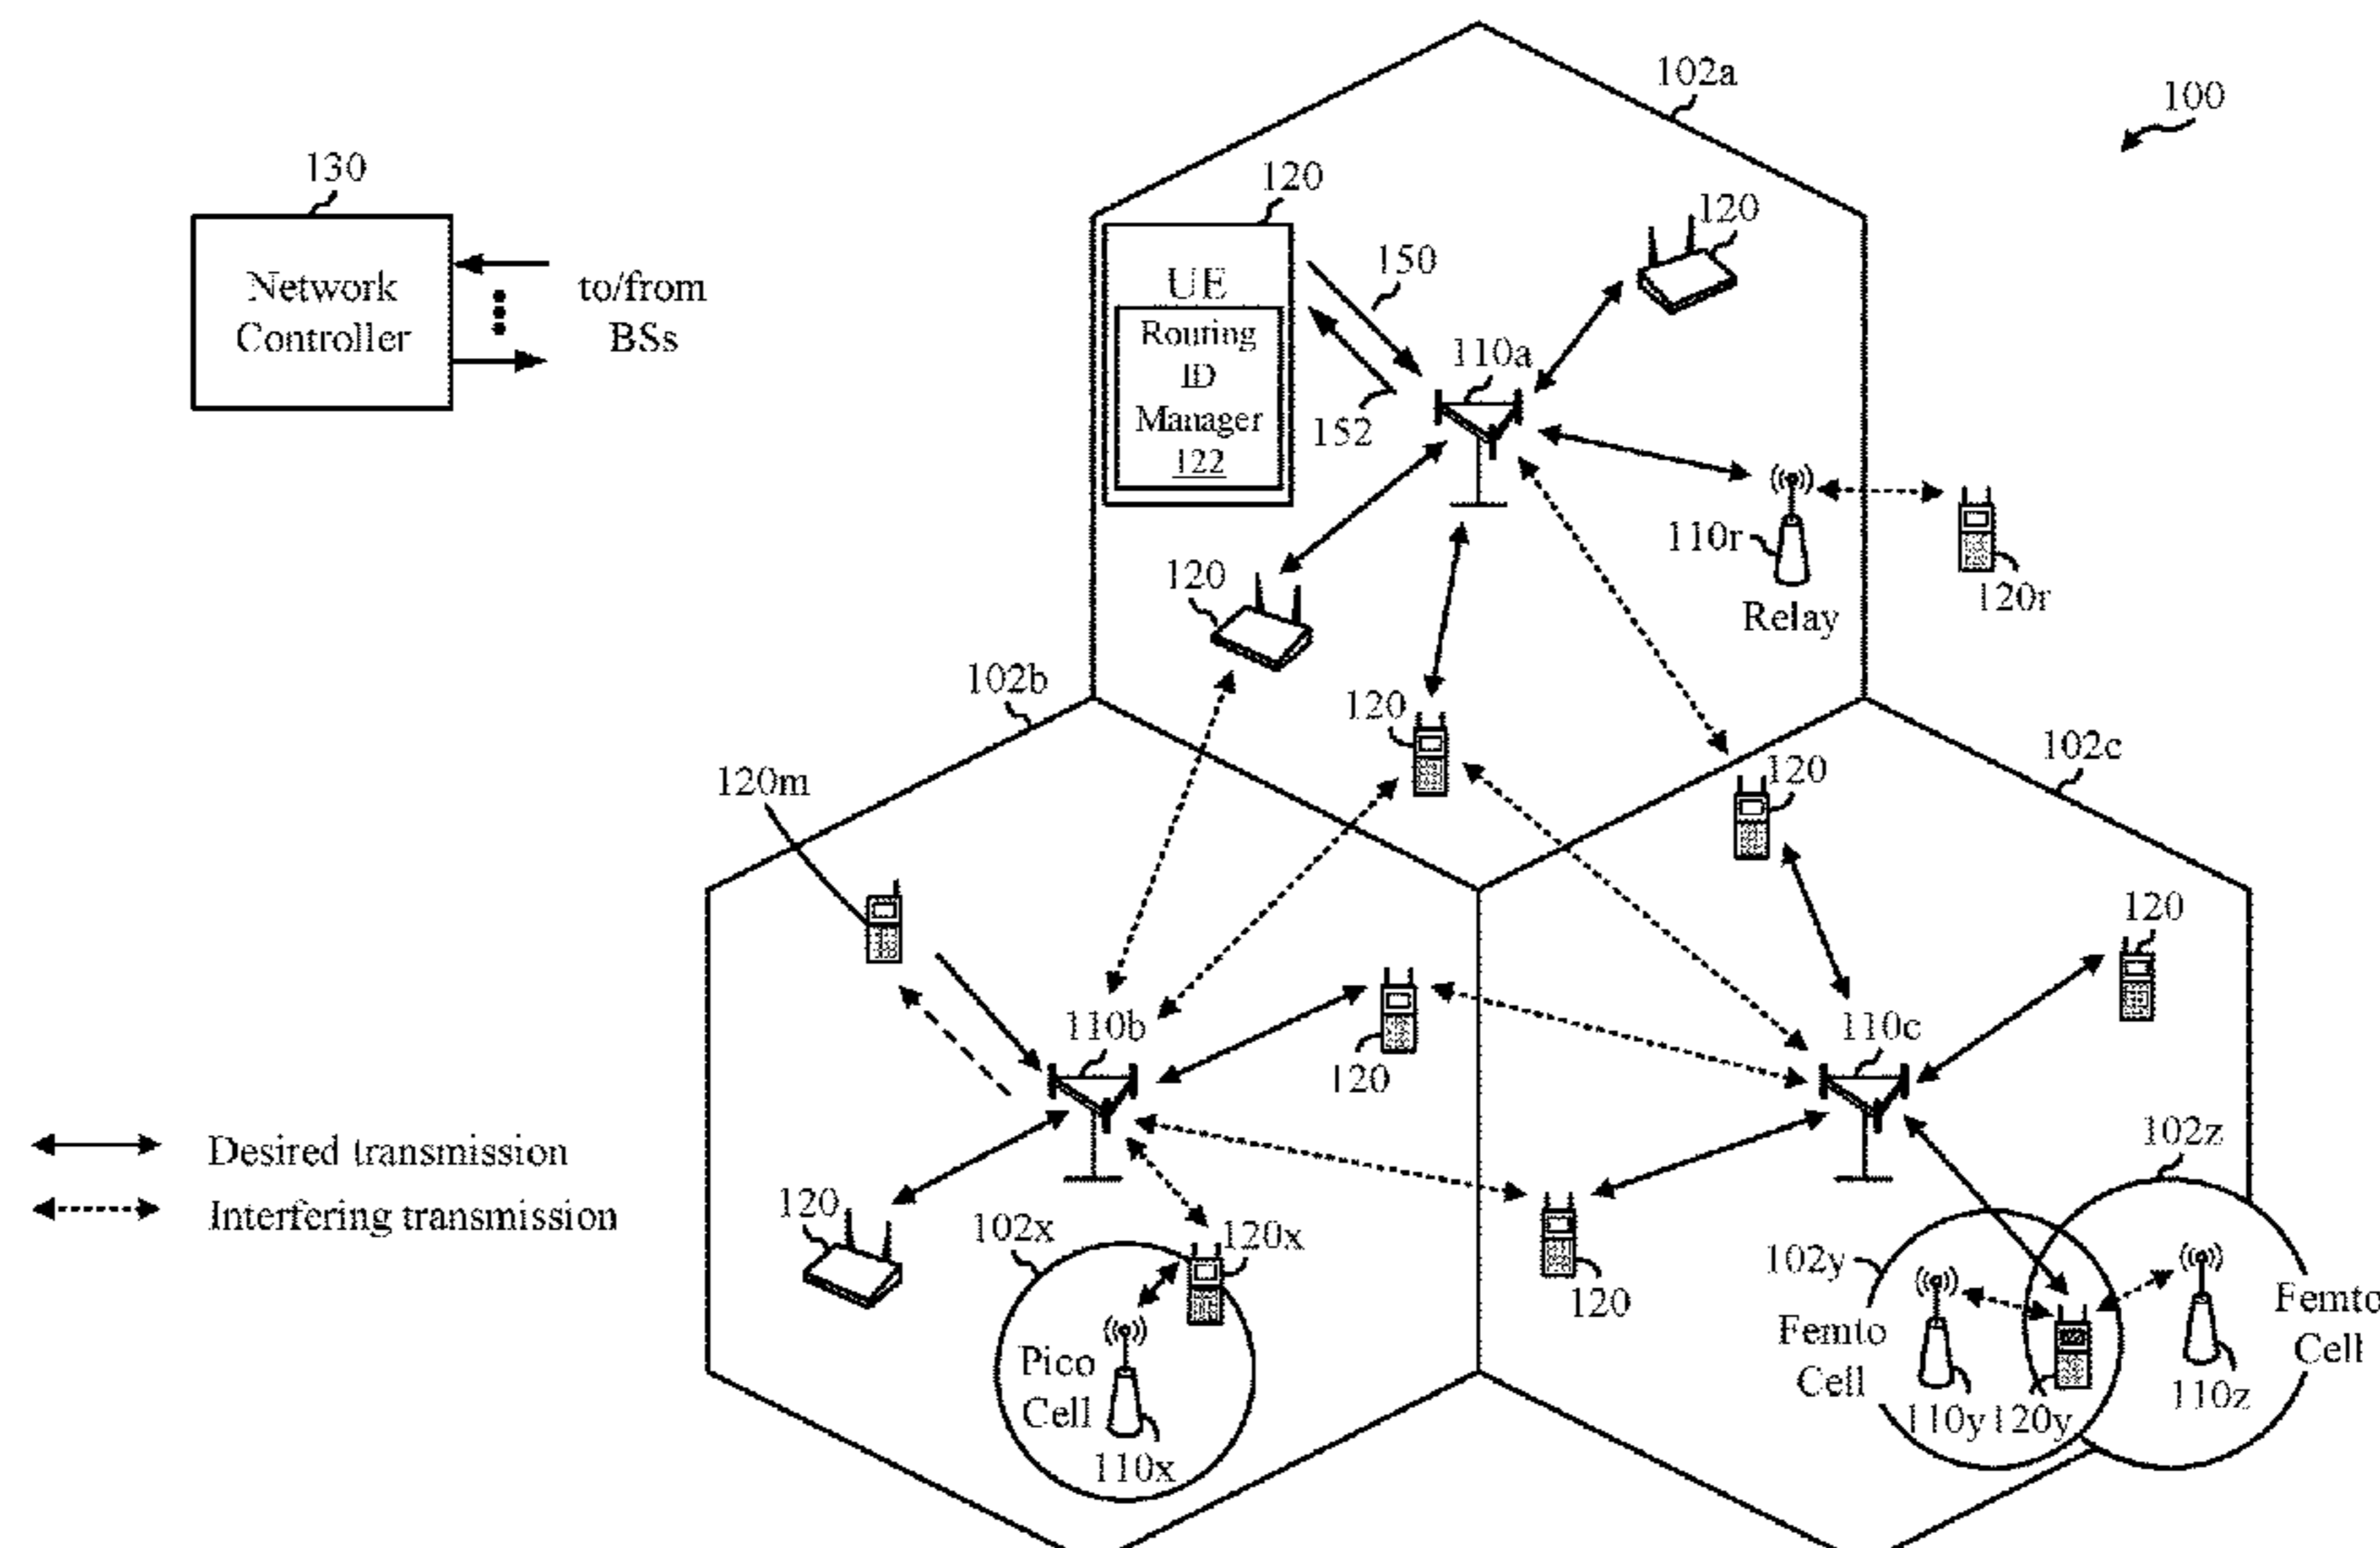 102a
100
130
120
120
Network
Controller
to/from
BSs
150
UE
Routing
ID
Manager
122
110a
152
110r
Relay
120r
120
102b
120
120
102c
120m
120
110b
120
110c
Desired transmission
Interfering transmission
102z
120
102x
120x
102y
120
Femto
Cell
Femto
Cell
Pico
Cell
110x
110y
120y
110z